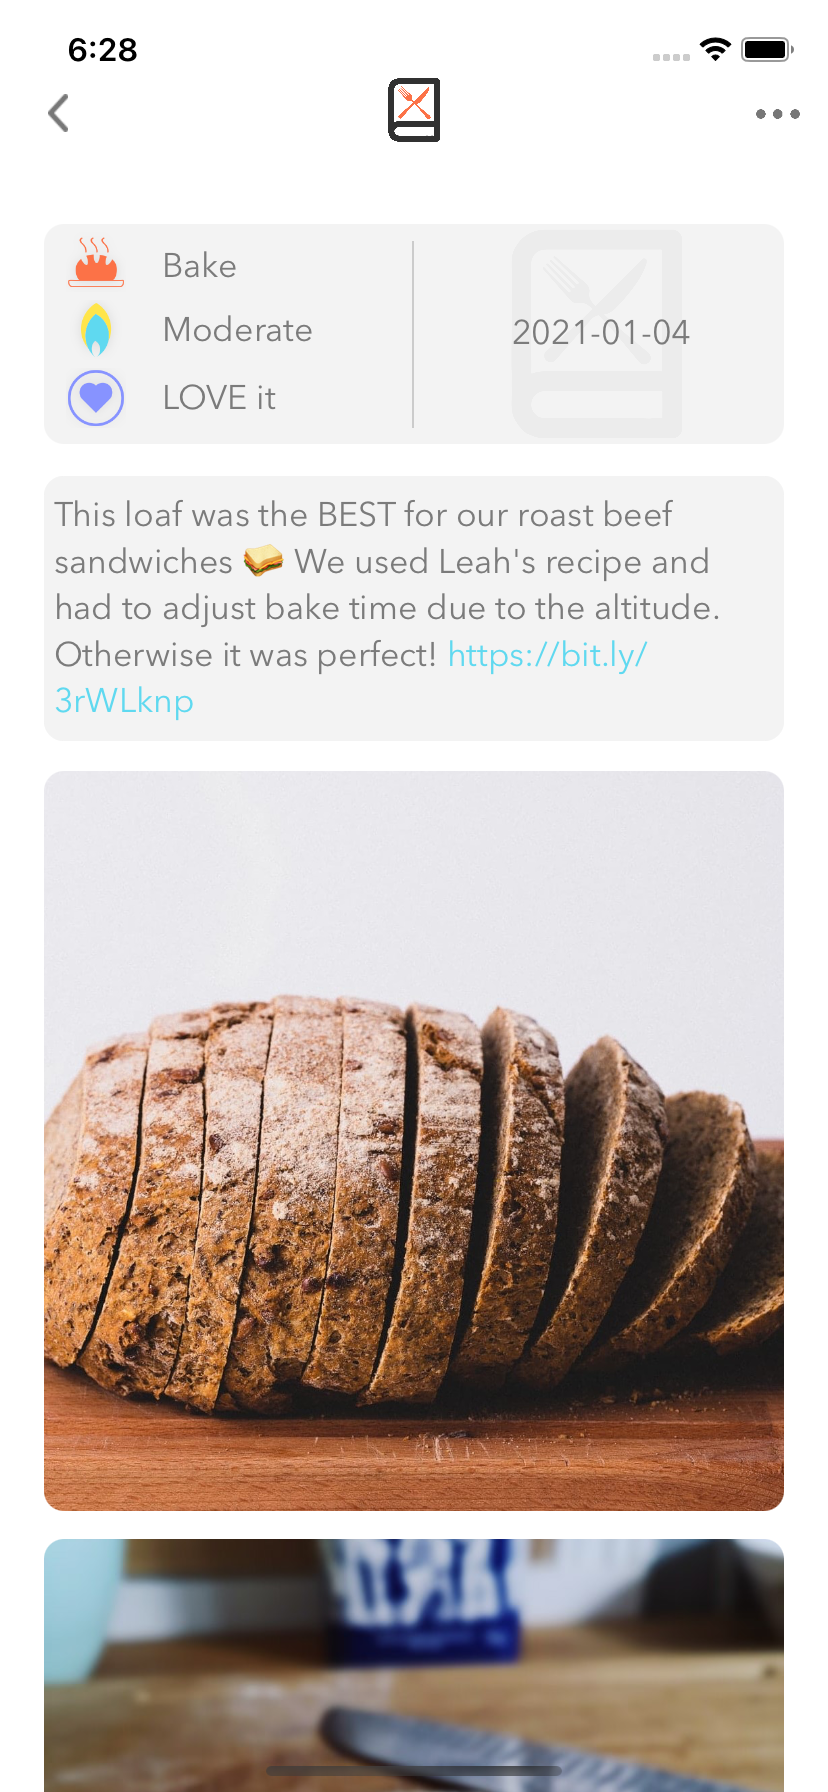 6:28
Bake
Moderate
LOVE it
2021-01-04
This loaf was the BEST for our roast beef
sandwiches 🥪 We used Leah's recipe and
had to adjust bake time due to the altitude.
Otherwise it was perfect! https://bit.ly/
3rWLknp